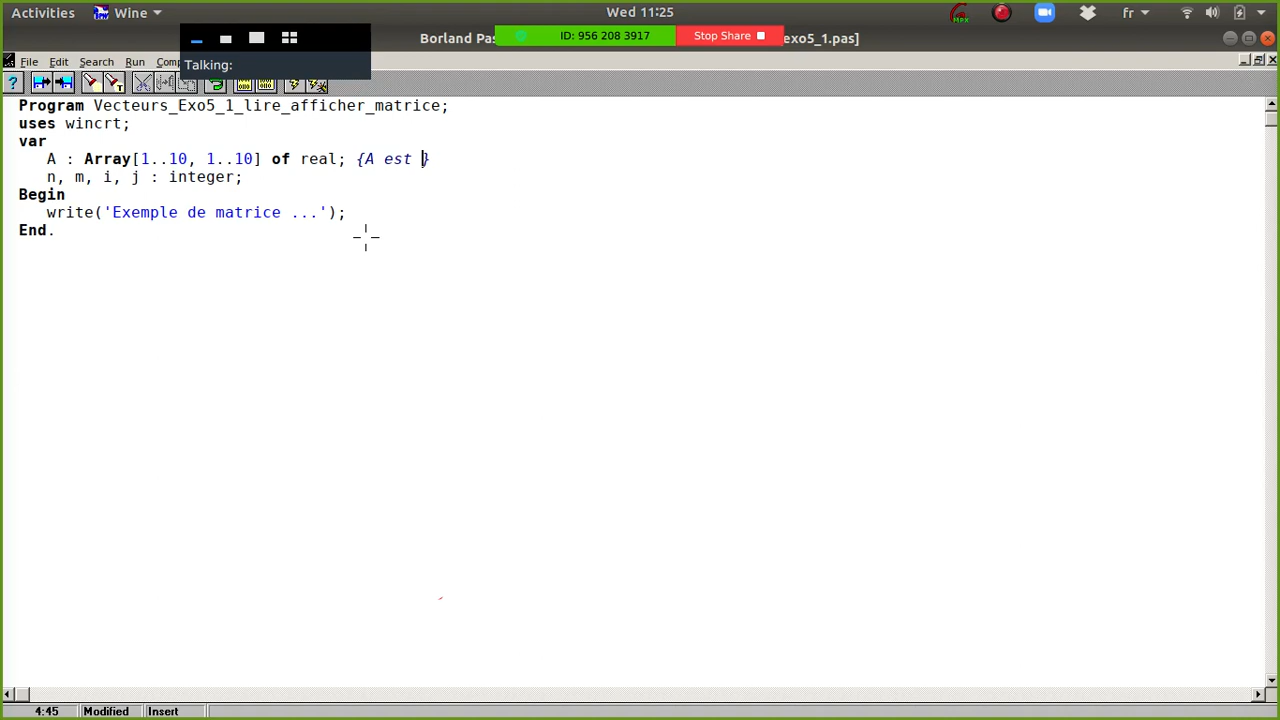 Activities Wine Wed 11:25 fr
Borland Pas exo5_1.pas]
ID: 956 208 3917 Stop Share
Talking:
File Edit Search Run Comp
Program Vecteurs_Exo5_1_lire_afficher_matrice;
uses wincrt;
var
A : Array[1..10, 1..10] of real; {A est }
n, m, i, j : integer;
Begin
write('Exemple de matrice ...');
End.
4:45 Modified Insert